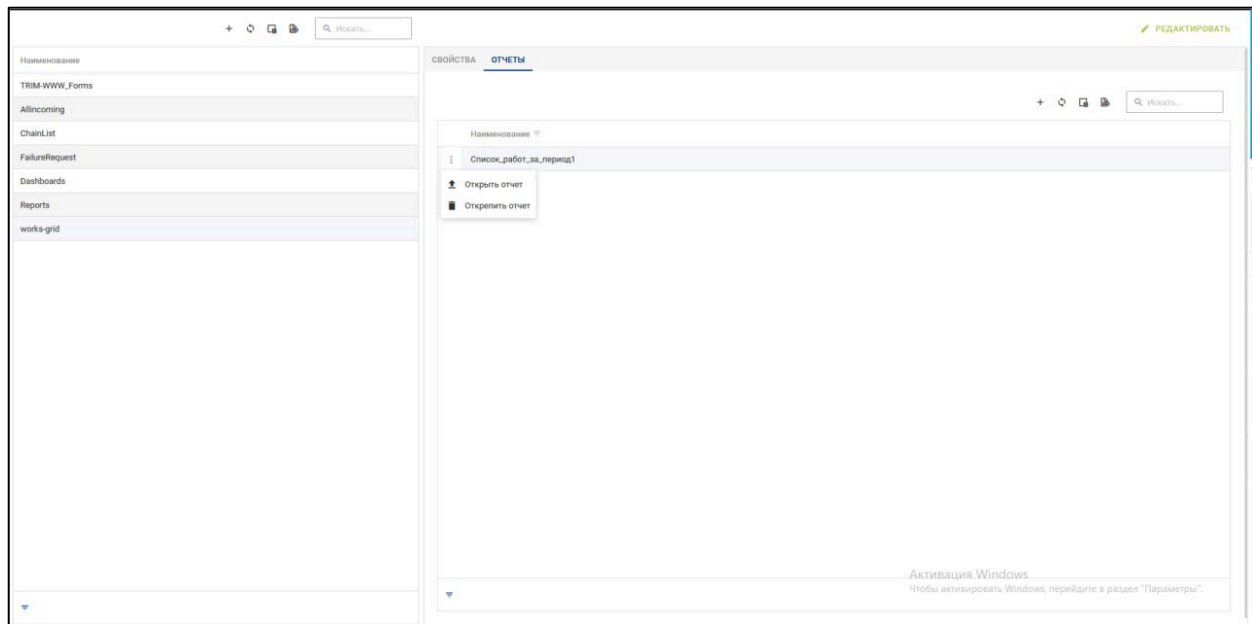 Искать...
РЕДАКТИРОВАТЬ
Наименование
TRIM-WWW_Forms
Allincoming
ChainList
FailureRequest
Dashboards
Reports
works-grid
СВОЙСТВА ОТЧЕТЫ
Искать...
Наименование
Список_работ_за_период1
Открыть отчет
Открепить отчет
Активация Windows
Чтобы активировать Windows, перейдите в раздел "Параметры".